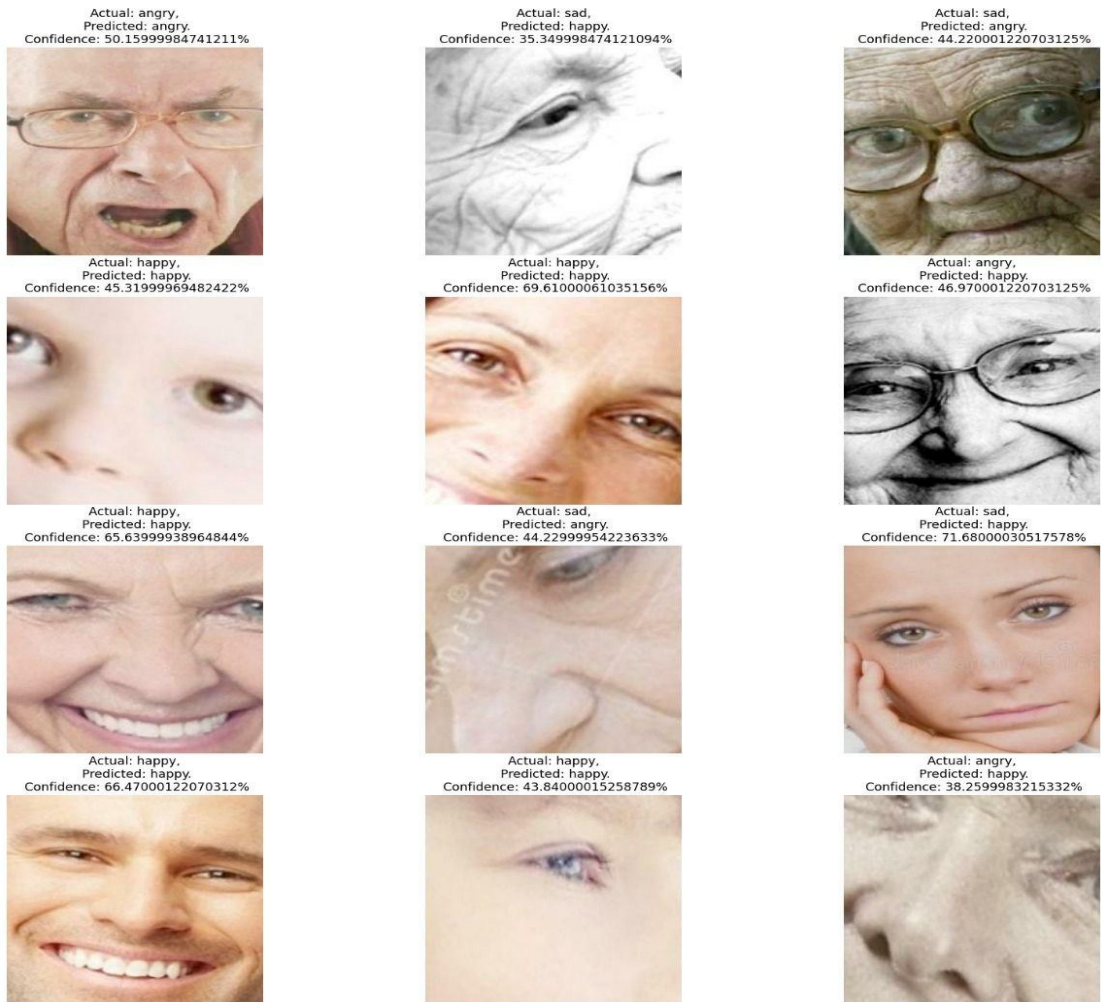 Actual: angry,
Predicted: angry.
Confidence: 50.15999984741211%
Actual: sad,
Predicted: happy.
Confidence: 35.349998474121094%
Actual: sad,
Predicted: angry.
Confidence: 44.220001220703125%
Actual: happy,
Predicted: happy.
Confidence: 45.31999969482422%
Actual: happy,
Predicted: happy.
Confidence: 69.61000061035156%
Actual: angry,
Predicted: happy.
Confidence: 46.970001220703125%
Actual: happy,
Predicted: happy.
Confidence: 65.63999938964844%
Actual: sad,
Predicted: angry.
Confidence: 44.22999954223633%
Actual: sad,
Predicted: happy.
Confidence: 71.68000030517578%
Actual: happy,
Predicted: happy.
Confidence: 66.47000122070312%
Actual: happy,
Predicted: happy.
Confidence: 43.84000015258789%
Actual: angry,
Predicted: happy.
Confidence: 38.2599983215332%